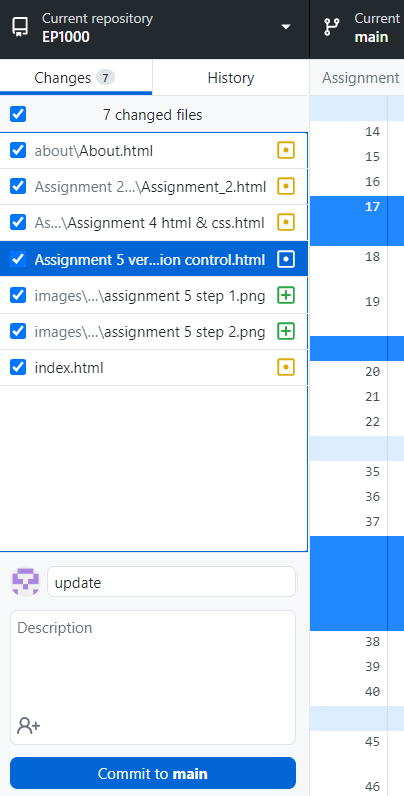 Current repository
EP1000
Current
main
Changes 7
History
Assignment
7 changed files
about\About.html
Assignment 2...\Assignment_2.html
As...\Assignment 4 html & css.html
Assignment 5 ver...ion control.html
images\...\assignment 5 step 1.png
images\...\assignment 5 step 2.png
index.html
14
15
16
17
18
19
20
21
22
35
36
37
38
39
40
45
46
update
Description
Commit to main